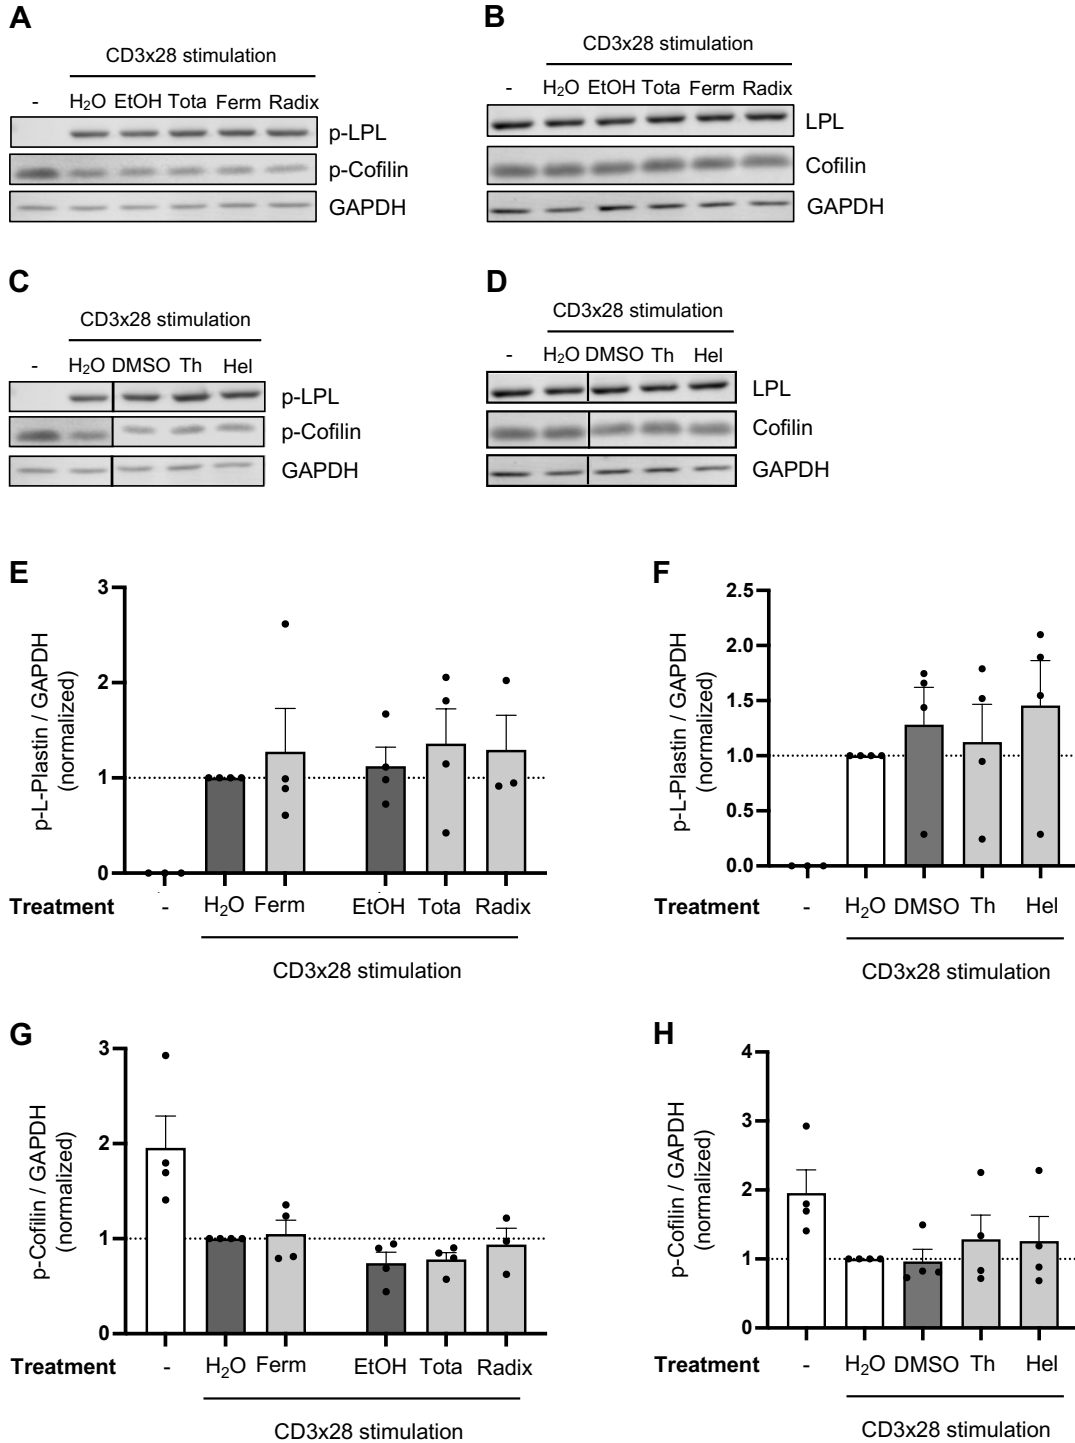 A
CD3x28 stimulation
- H₂O EtOH Tota Ferm Radix
p-LPL
p-Cofilin
GAPDH
B
CD3x28 stimulation
- H₂O EtOH Tota Ferm Radix
LPL
Cofilin
GAPDH
C
CD3x28 stimulation
- H₂O DMSO Th Hel
p-LPL
p-Cofilin
GAPDH
D
CD3x28 stimulation
- H₂O DMSO Th Hel
LPL
Cofilin
GAPDH
E
p-L-Plastin / GAPDH
(normalized)
3
2
1
0
Treatment - H₂O Ferm EtOH Tota Radix
CD3x28 stimulation
F
p-L-Plastin / GAPDH
(normalized)
2.5
2.0
1.5
1.0
0.5
0.0
Treatment - H₂O DMSO Th Hel
CD3x28 stimulation
G
p-Cofilin / GAPDH
(normalized)
3
2
1
0
Treatment - H₂O Ferm EtOH Tota Radix
CD3x28 stimulation
H
p-Cofilin / GAPDH
(normalized)
4
3
2
1
0
Treatment - H₂O DMSO Th Hel
CD3x28 stimulation